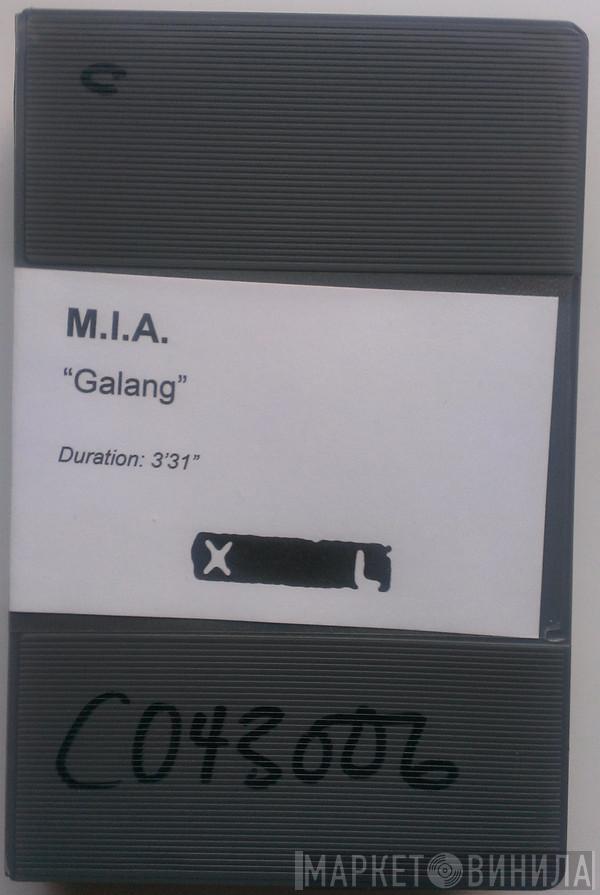 C
M.I.A.
“Galang”
Duration: 3’31”
X L
C043006
МАРКЕТ ВИНИЛА